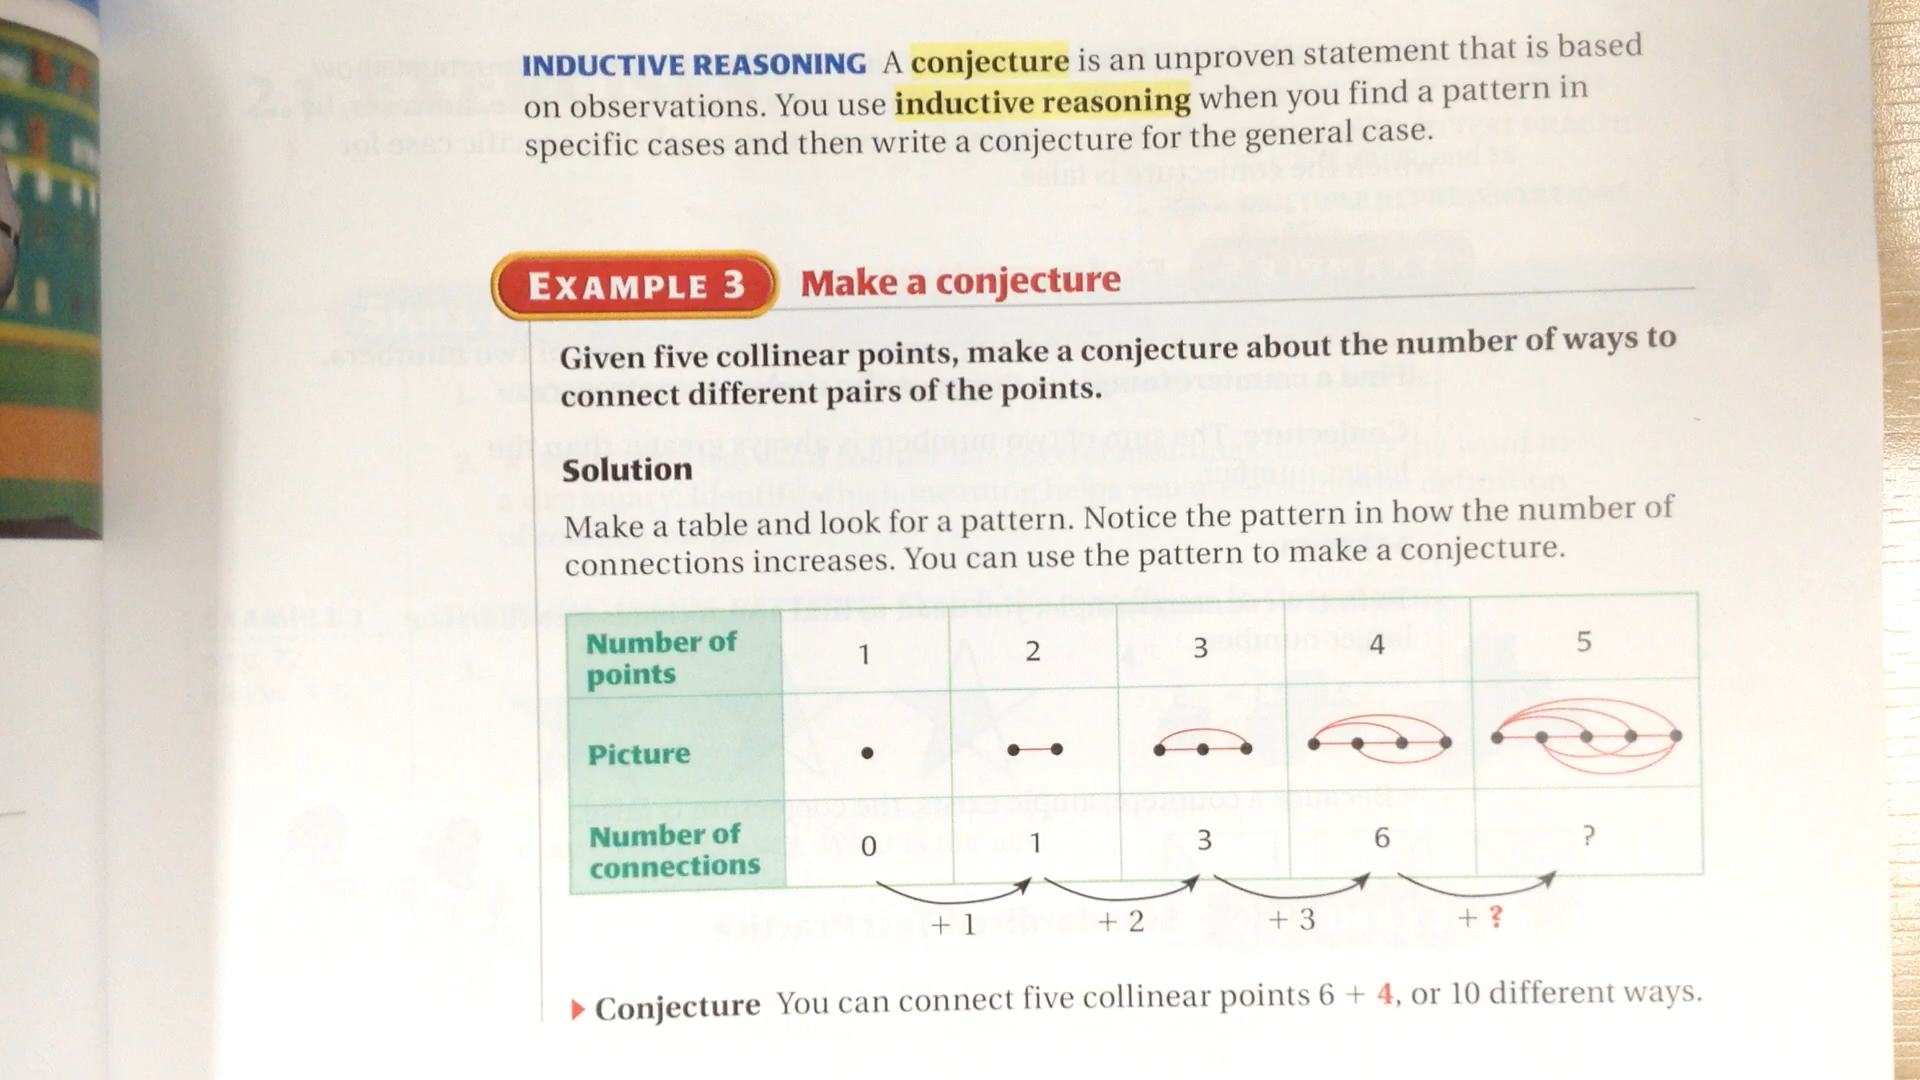 INDUCTIVE REASONING A conjecture is an unproven statement that is based
on observations. You use inductive reasoning when you find a pattern in
specific cases and then write a conjecture for the general case.
EXAMPLE 3 Make a conjecture
Given five collinear points, make a conjecture about the number of ways to
connect different pairs of the points.
Solution
Make a table and look for a pattern. Notice the pattern in how the number of
connections increases. You can use the pattern to make a conjecture.
Number of
points 1 2 3 4 5
Picture
Number of
connections 0 1 3 6 ?
+ 1 + 2 + 3 + ?
Conjecture You can connect five collinear points 6 + 4, or 10 different ways.